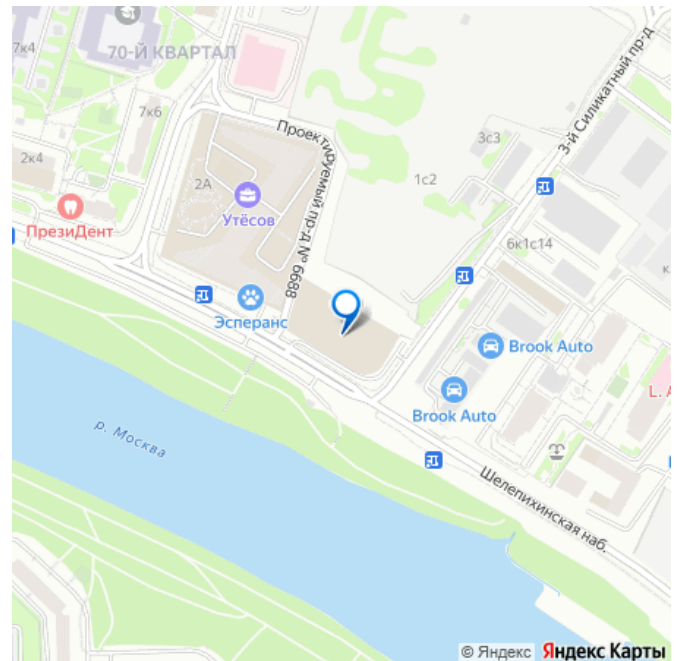 7к4
70-Й КВАРТАЛ
7к6
2к4
ПрезиДент
2А
Утёсов
Проектируемый пр-д № 6688
Эсперанс
3-й Силикатный пр-д
3с3
1с2
6к1с14
Brook Auto
Brook Auto
L. A
р. Москва
Шелепихинская наб.
© Яндекс Яндекс Карты